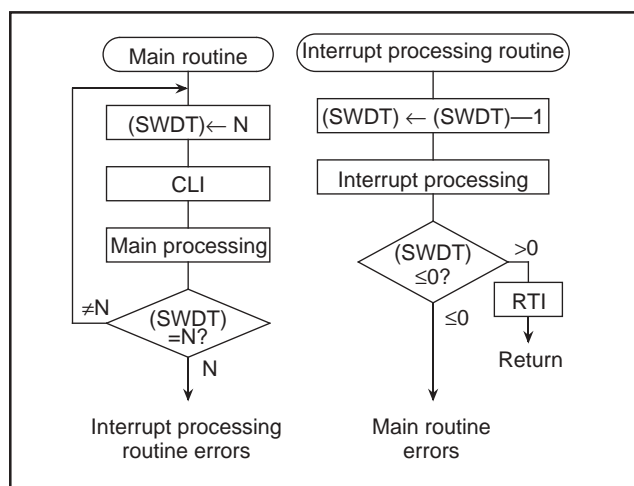 Main routine
(SWDT)← N
CLI
Main processing
(SWDT)
=N?
≠N
N
Interrupt processing
routine errors
Interrupt processing routine
(SWDT) ← (SWDT)—1
Interrupt processing
(SWDT)
≤0?
>0
RTI
Return
≤0
Main routine
errors